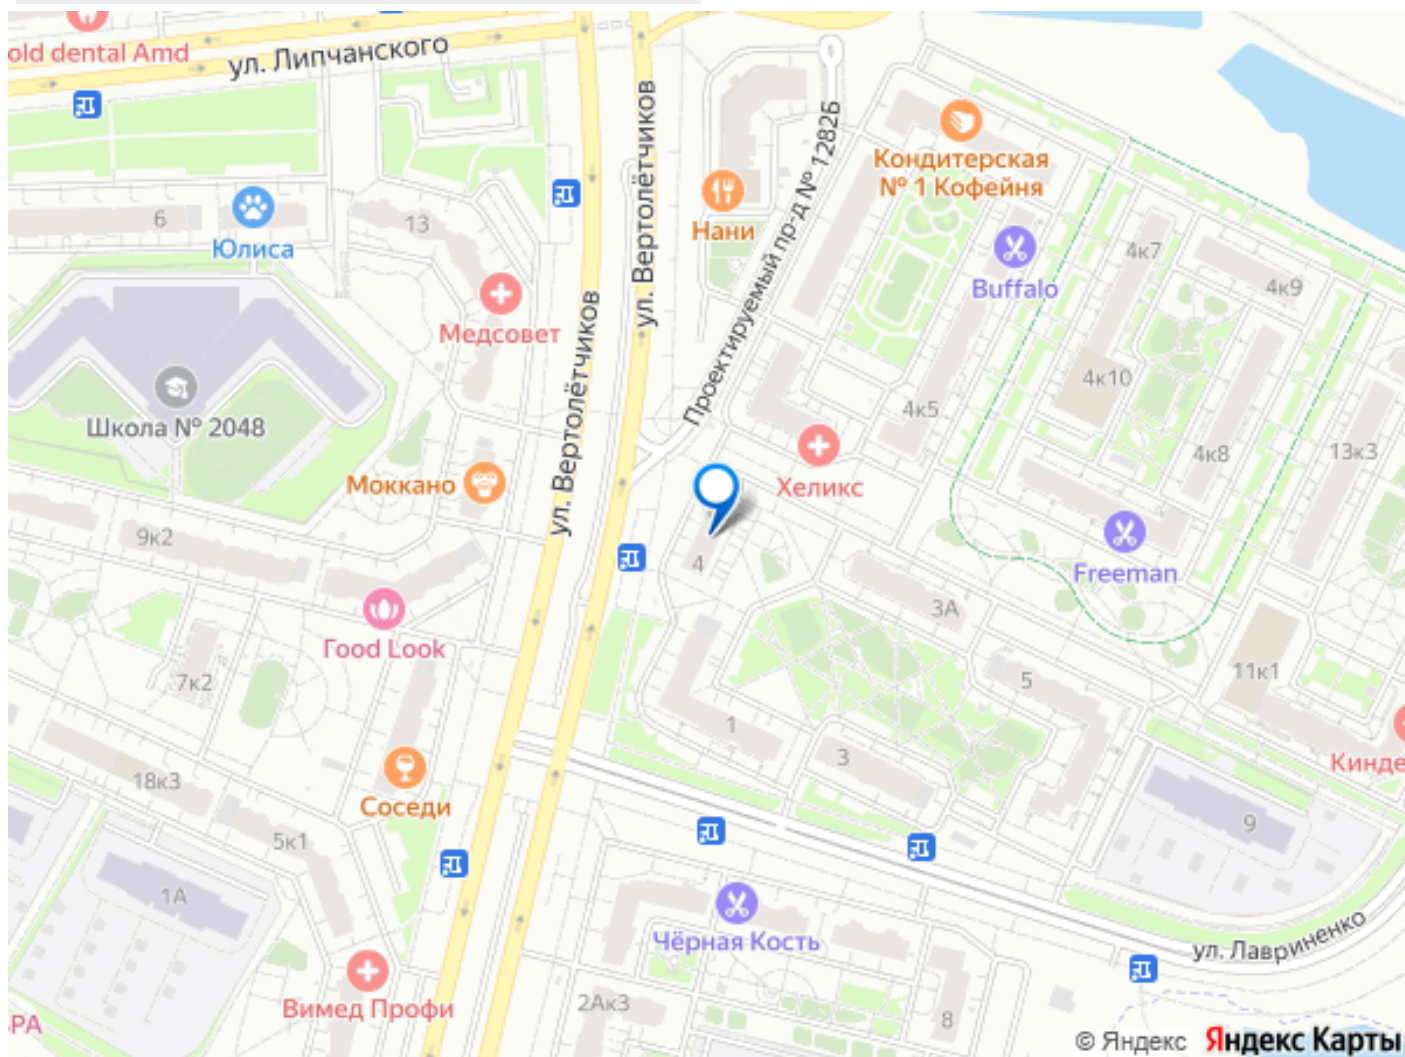 old dental Amd
ул. Липчанского
ул. Вертолётчиков
Проектируемый пр-д № 12826
Кондитерская
№ 1 Кофейня
6
Юлиса
13
Нани
Buffalo
4к7
4к9
Медсовет
ул. Вертолётчиков
4к10
4к5
Школа № 2048
4к8
13к3
Моккано
Хеликс
9к2
4
Freeman
3А
Food Look
7к2
5
11к1
1
3
Кинде
18к3
Соседи
5к1
9
1А
Чёрная Кость
ул. Лавриненко
Вимед Профи
2Ак3
8
ВРА
© Яндекс Яндекс Карты